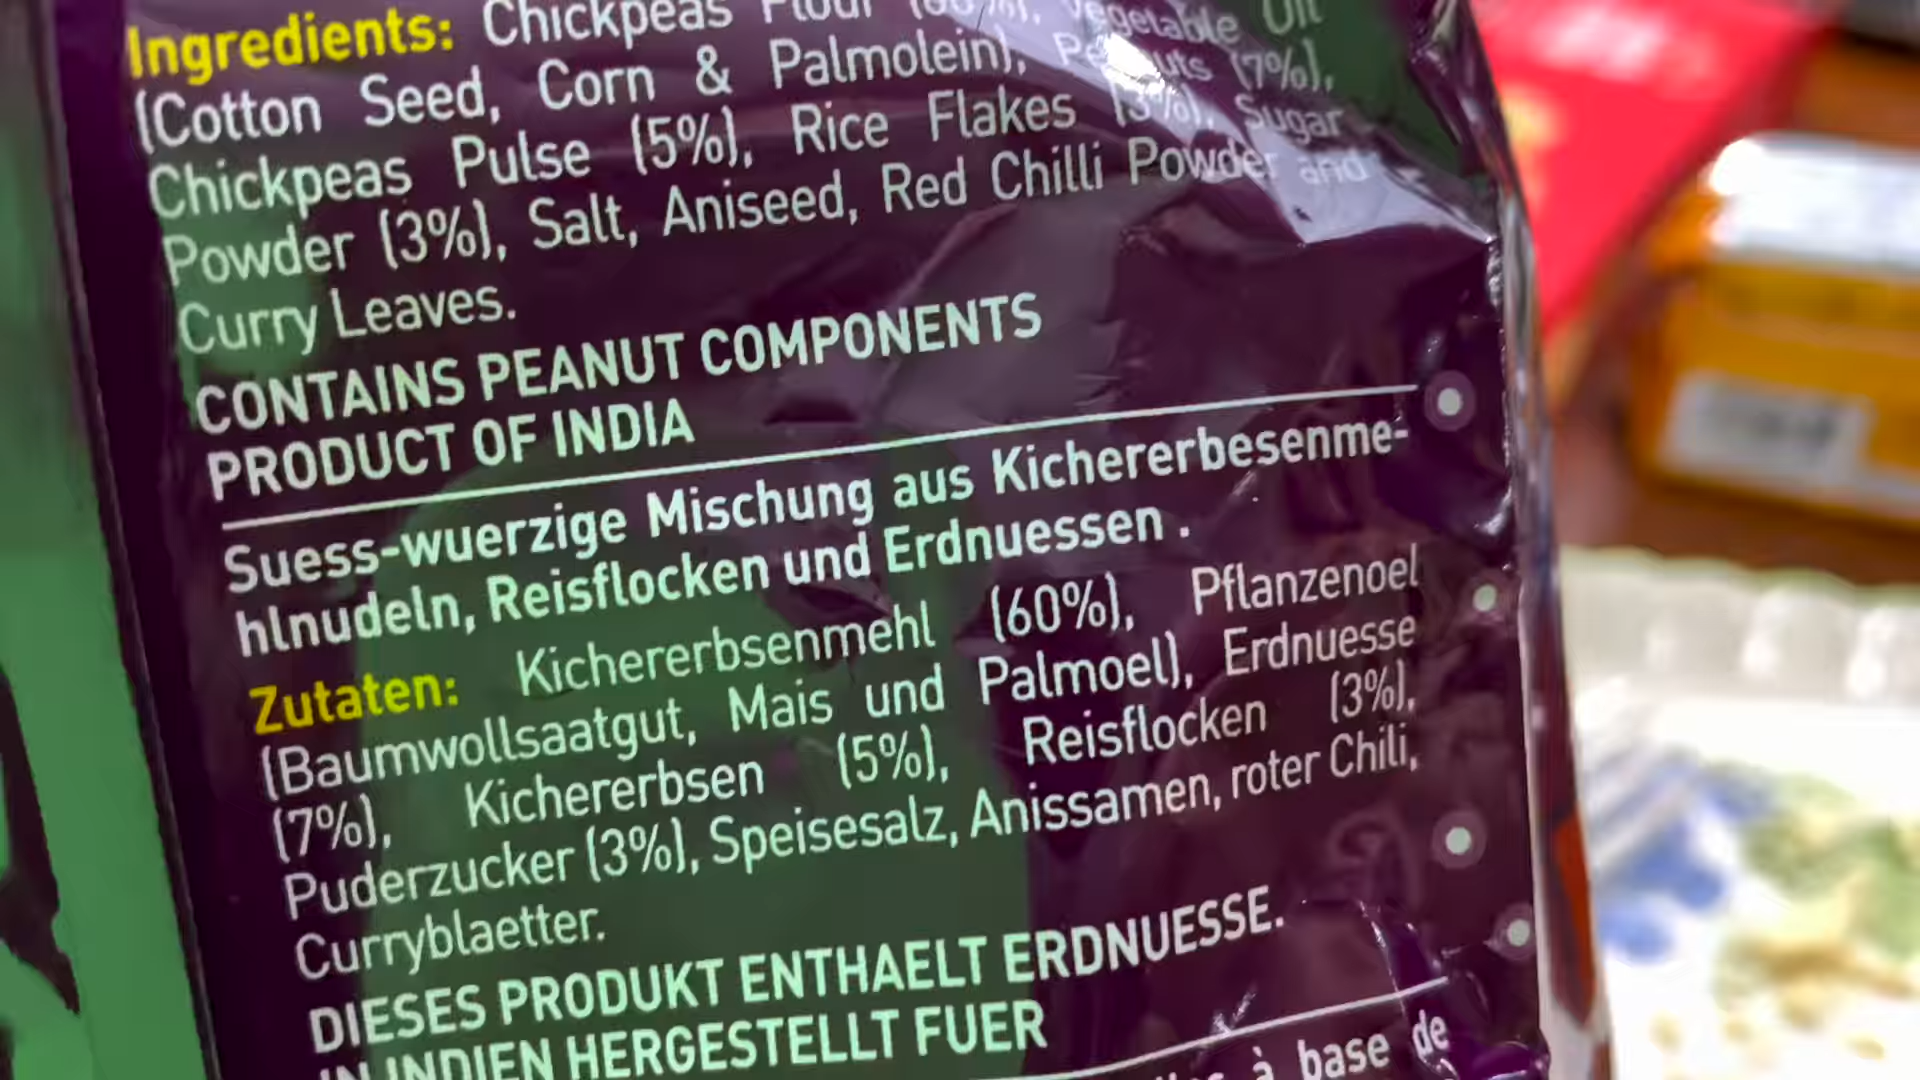 Ingredients: Chickpeas Flour (60%), Vegetable Oil
(Cotton Seed, Corn & Palmolein), Peanuts (7%),
Chickpeas Pulse (5%), Rice Flakes (3%), Sugar
Powder (3%), Salt, Aniseed, Red Chilli Powder and
Curry Leaves.
CONTAINS PEANUT COMPONENTS
PRODUCT OF INDIA
Suess-wuerzige Mischung aus Kichererbesenme-
hlnudeln, Reisflocken und Erdnuessen .
Zutaten: Kichererbsenmehl (60%), Pflanzenoel
(Baumwollsaatgut, Mais und Palmoel), Erdnuesse
(7%), Kichererbsen (5%), Reisflocken (3%),
Puderzucker (3%), Speisesalz, Anissamen, roter Chili,
Curryblaetter.
DIESES PRODUKT ENTHAELT ERDNUESSE.
IN INDIEN HERGESTELLT FUER
à base de